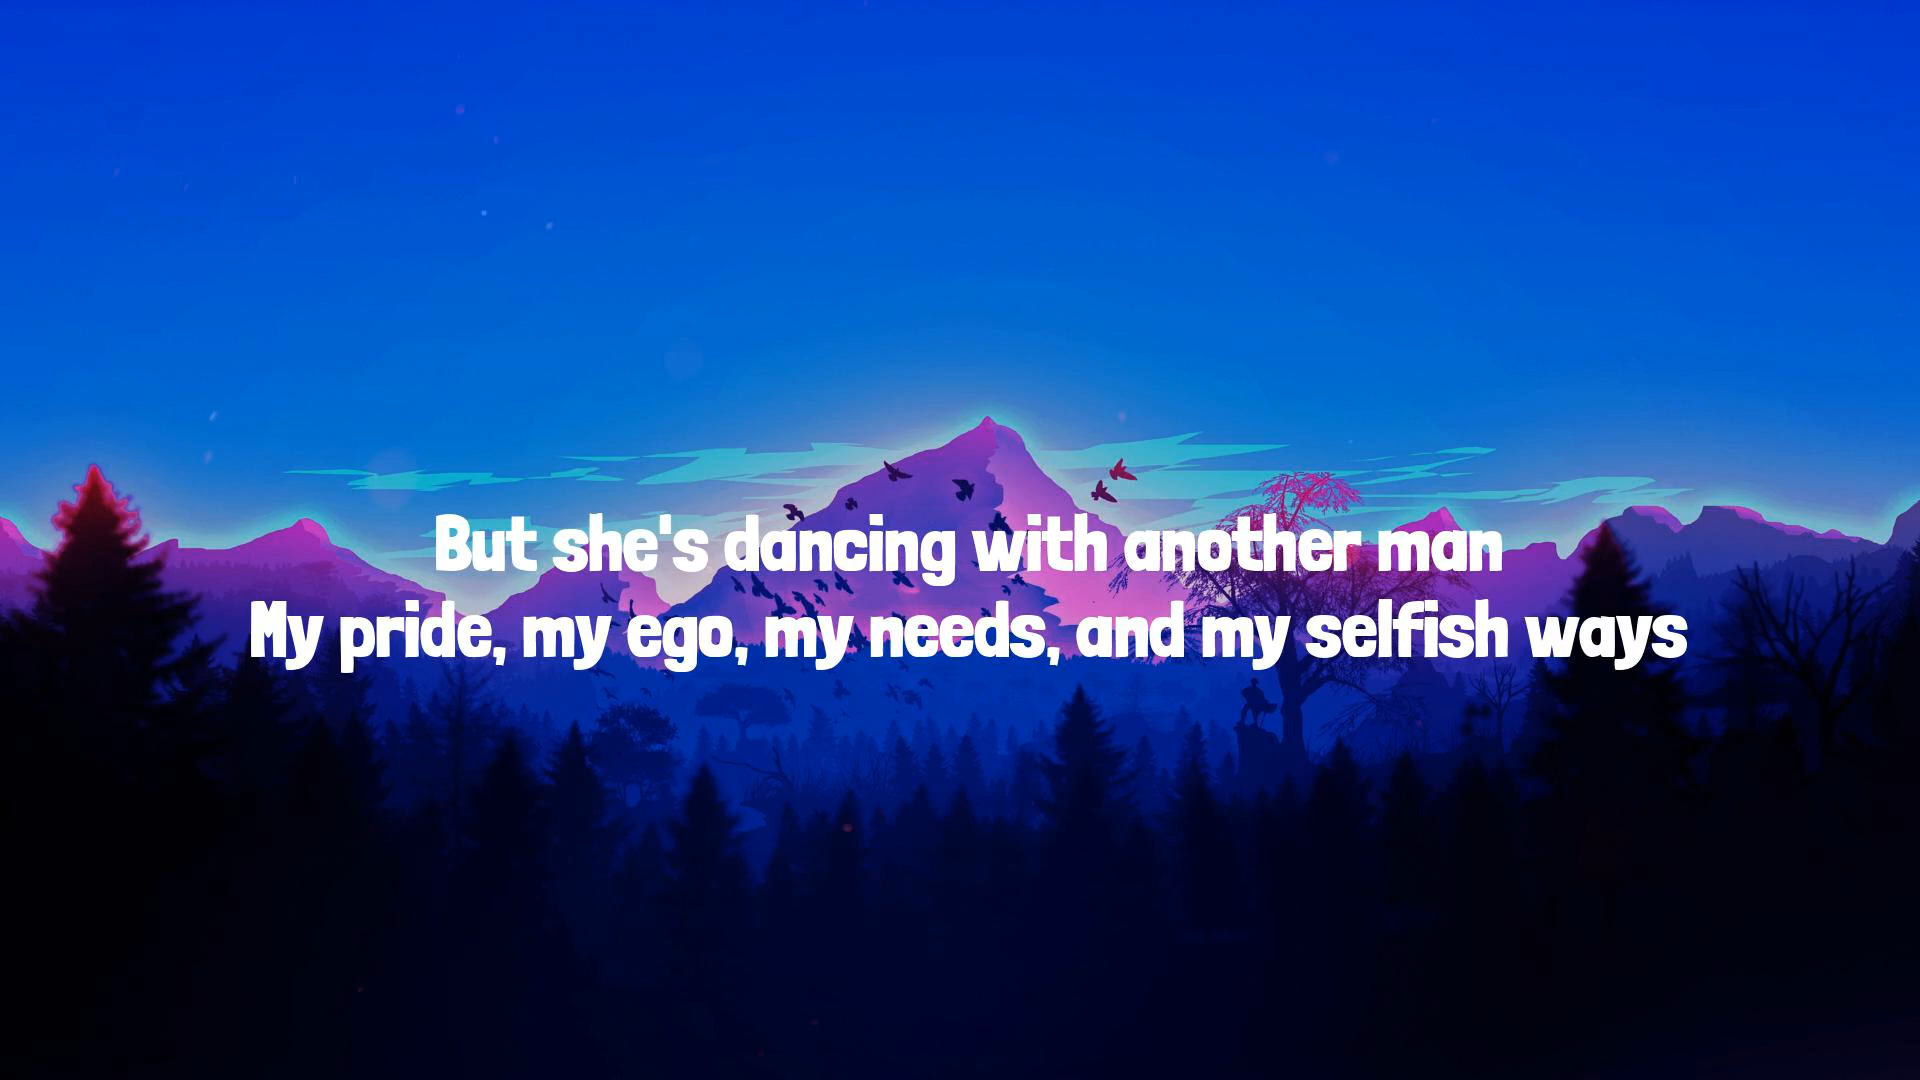 But she's dancing with another man
My pride, my ego, my needs, and my selfish ways